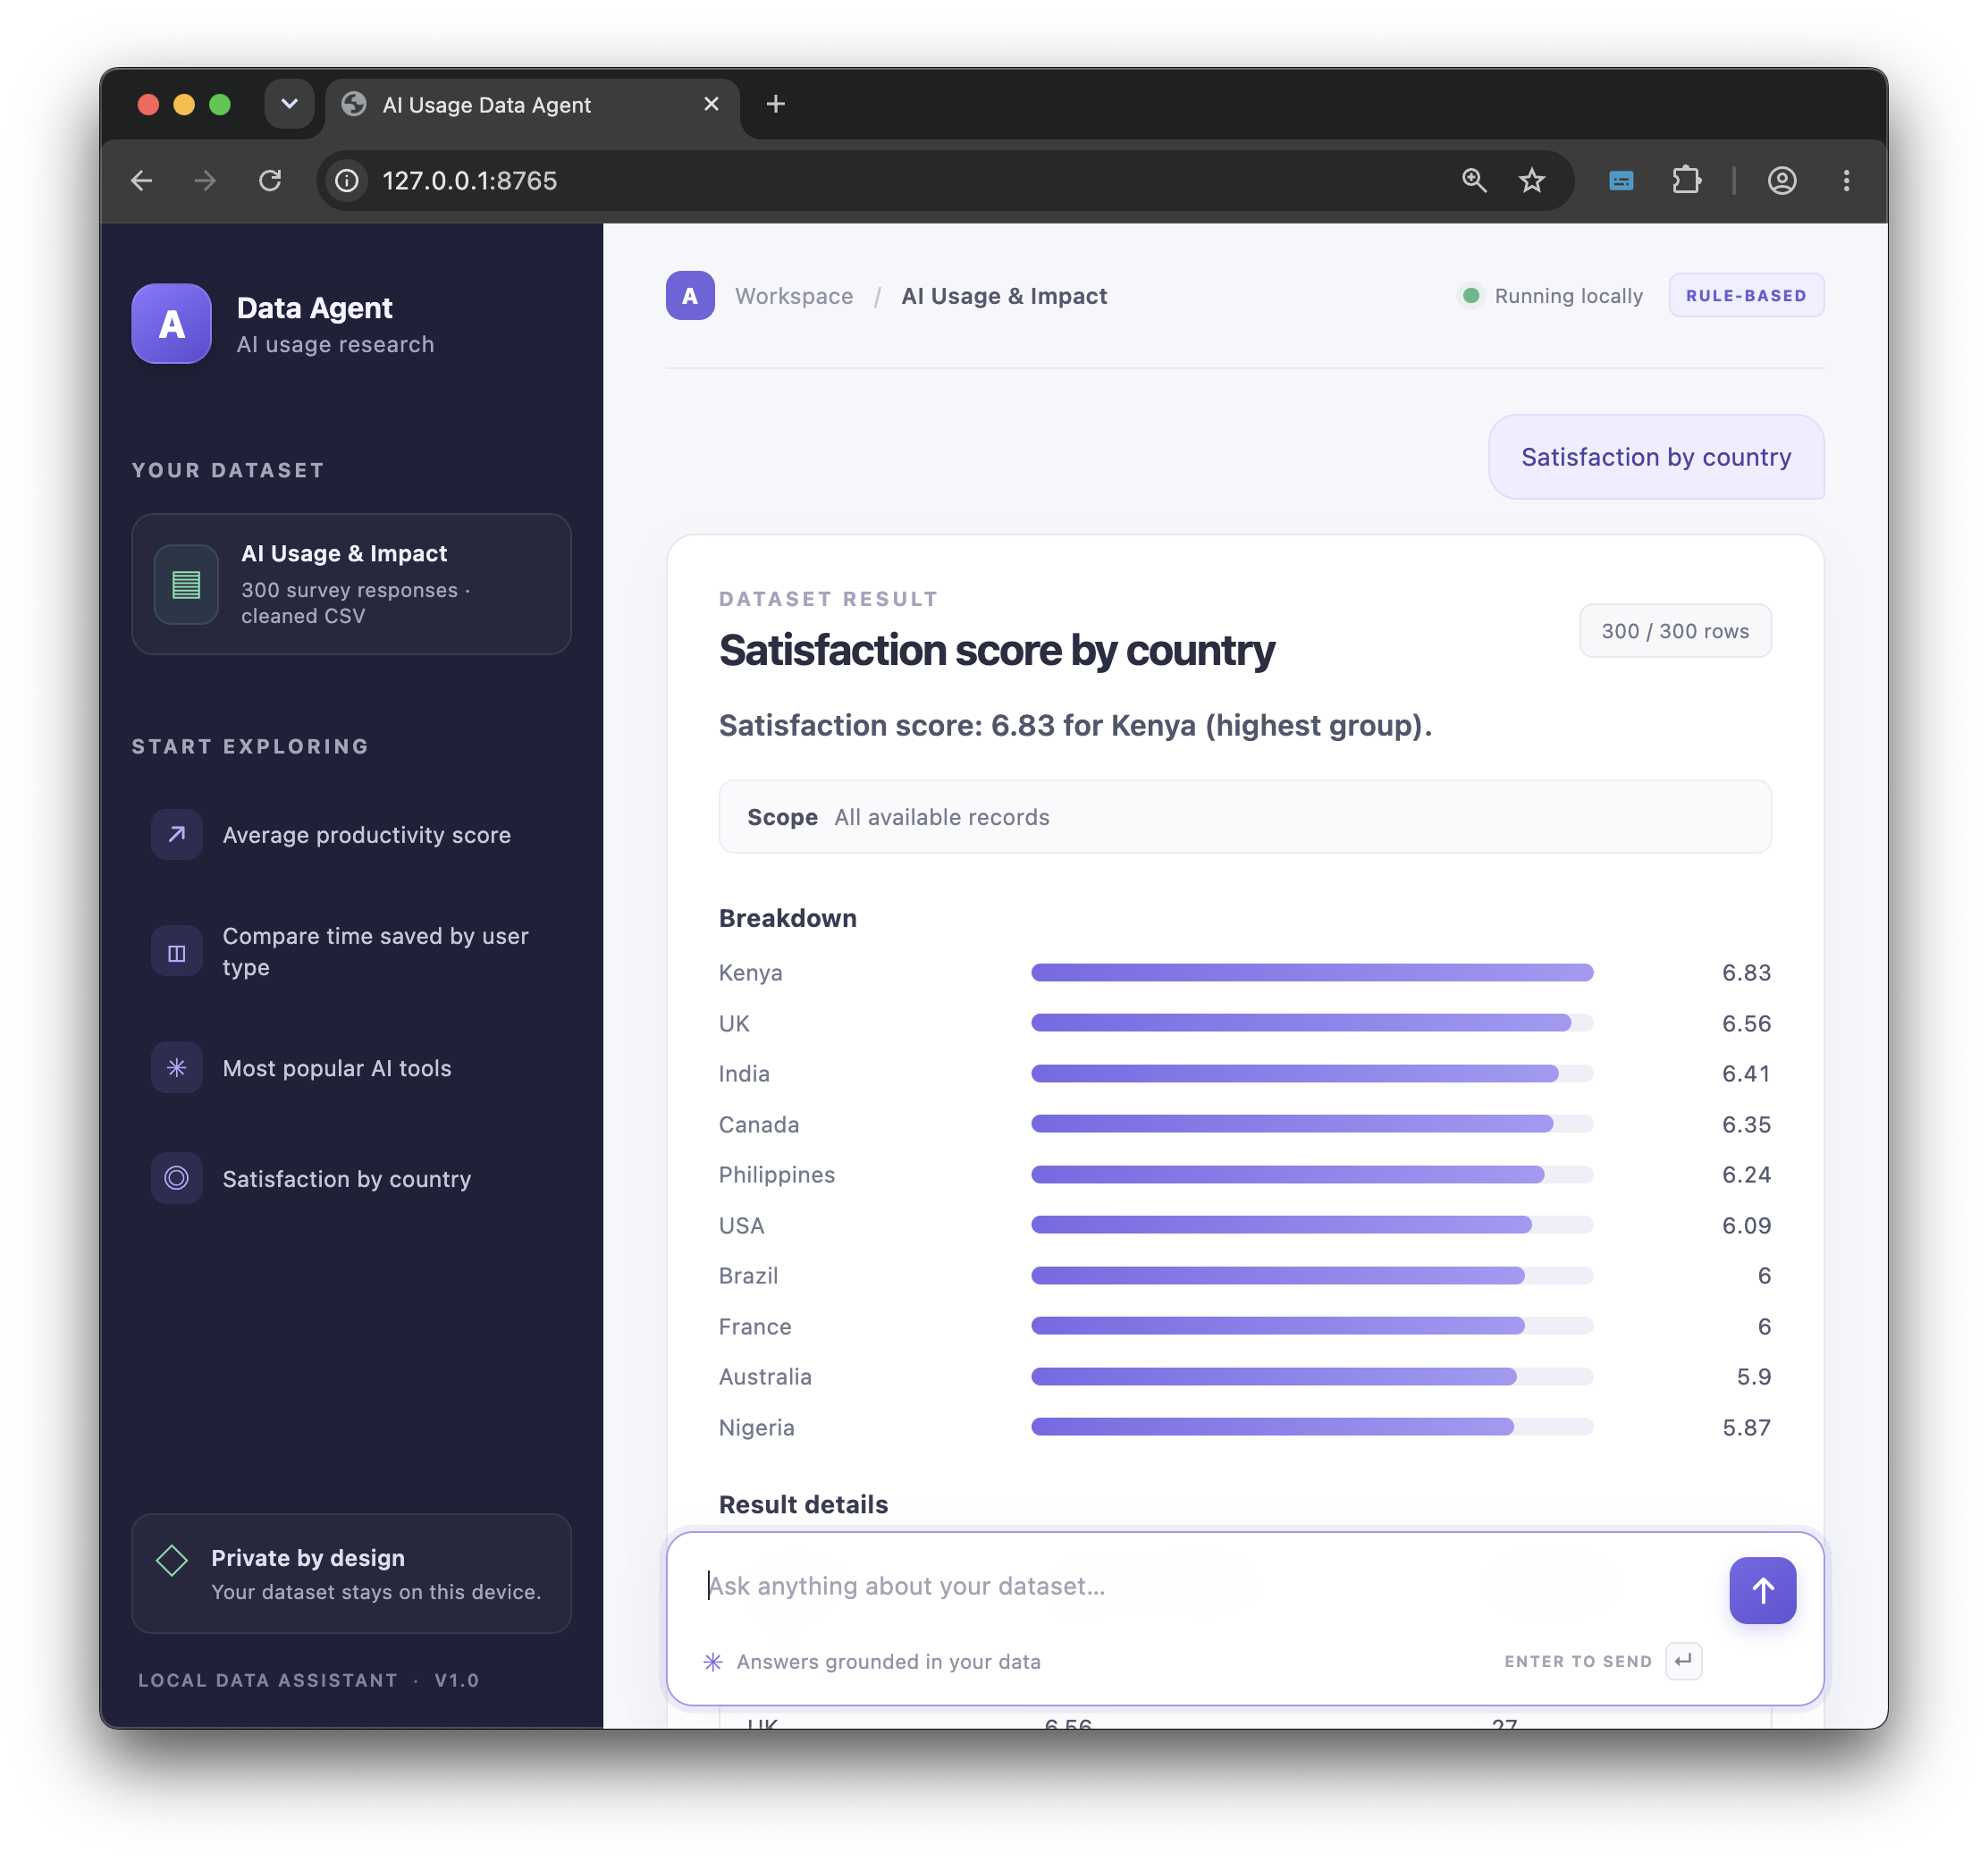 AI Usage Data Agent
127.0.0.1:8765
A
Data Agent
AI usage research
YOUR DATASET
AI Usage & Impact
300 survey responses ·
cleaned CSV
START EXPLORING
Average productivity score
Compare time saved by user
type
Most popular AI tools
Satisfaction by country
Private by design
Your dataset stays on this device.
LOCAL DATA ASSISTANT · V1.0
A Workspace / AI Usage & Impact
Running locally
RULE-BASED
Satisfaction by country
DATASET RESULT
Satisfaction score by country
300 / 300 rows
Satisfaction score: 6.83 for Kenya (highest group).
Scope All available records
Breakdown
Kenya 6.83
UK 6.56
India 6.41
Canada 6.35
Philippines 6.24
USA 6.09
Brazil 6
France 6
Australia 5.9
Nigeria 5.87
Result details
Ask anything about your dataset...
Answers grounded in your data
ENTER TO SEND
UK 6.56 27